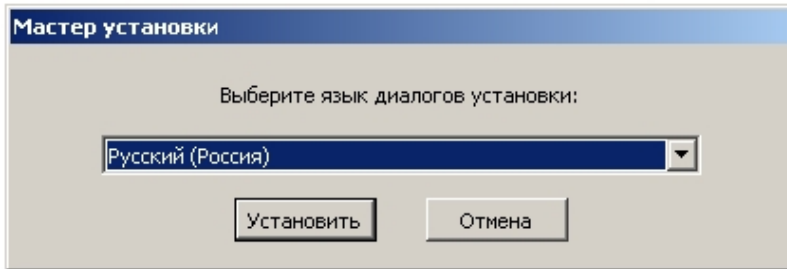 Мастер установки
Выберите язык диалогов установки:
Русский (Россия)
Установить
Отмена